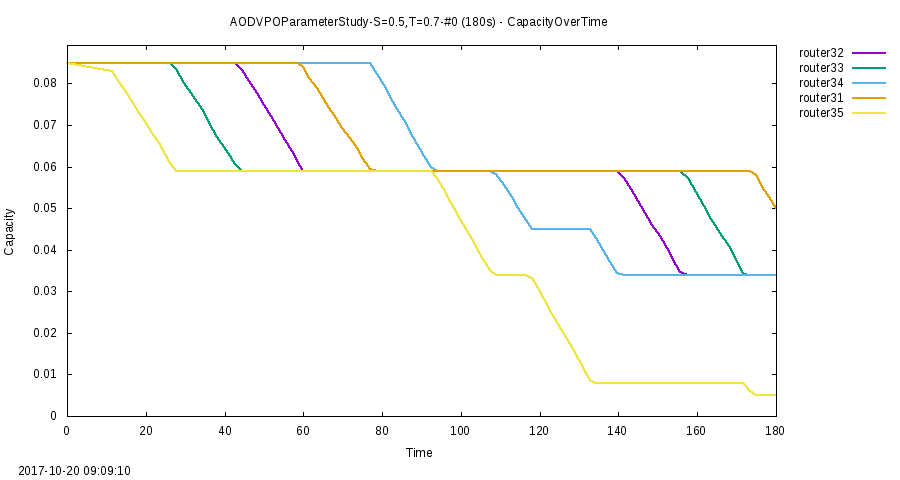 AODVPOParameterStudy-S=0.5,T=0.7-#0 (180s) - CapacityOverTime
router32
router33
router34
router31
router35
0.08
0.07
0.06
0.05
0.04
0.03
0.02
0.01
0
Capacity
0 20 40 60 80 100 120 140 160 180
Time
2017-10-20 09:09:10